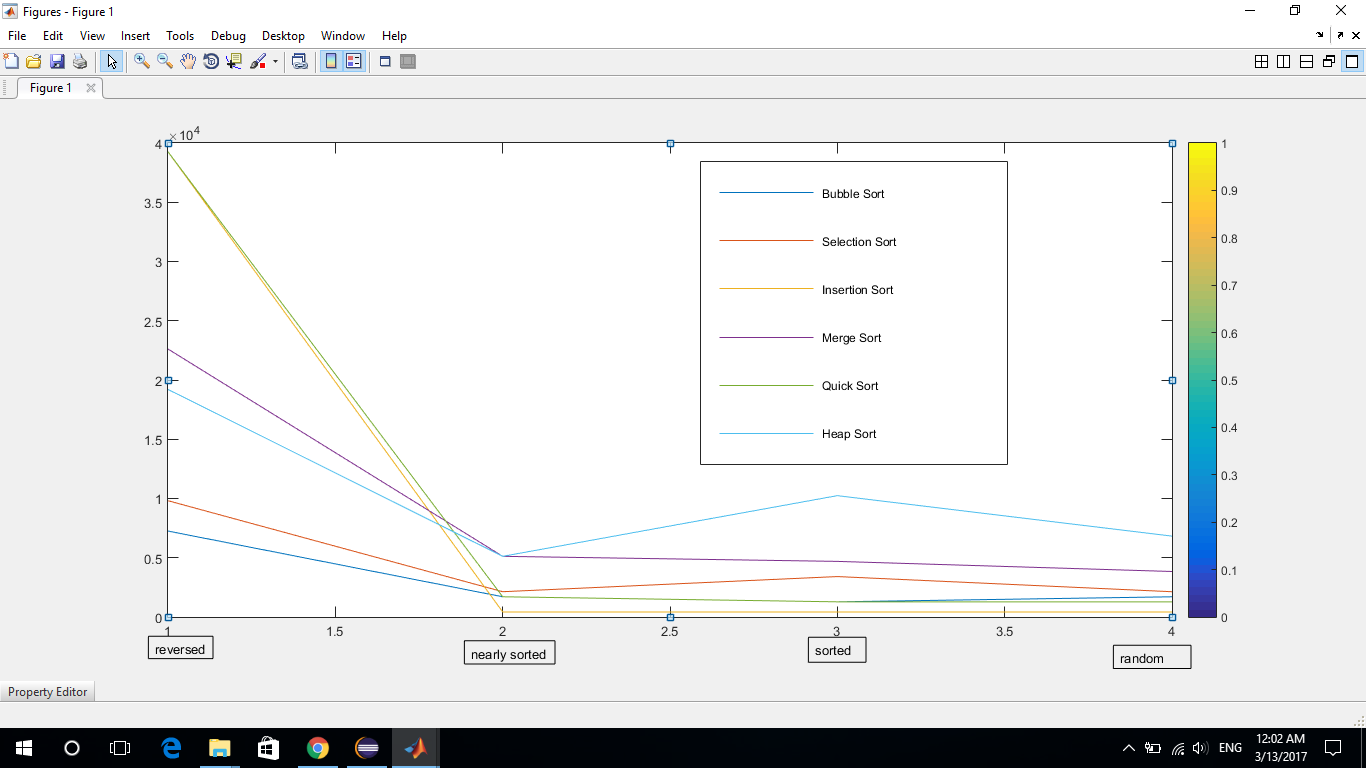 Figures - Figure 1
File Edit View Insert Tools Debug Desktop Window Help
Figure 1
×10^4
4
3.5
3
2.5
2
1.5
1
0.5
0
1 1.5 2 2.5 3 3.5 4
reversed
nearly sorted
sorted
random
Bubble Sort
Selection Sort
Insertion Sort
Merge Sort
Quick Sort
Heap Sort
1
0.9
0.8
0.7
0.6
0.5
0.4
0.3
0.2
0.1
0
Property Editor
ENG
12:02 AM
3/13/2017